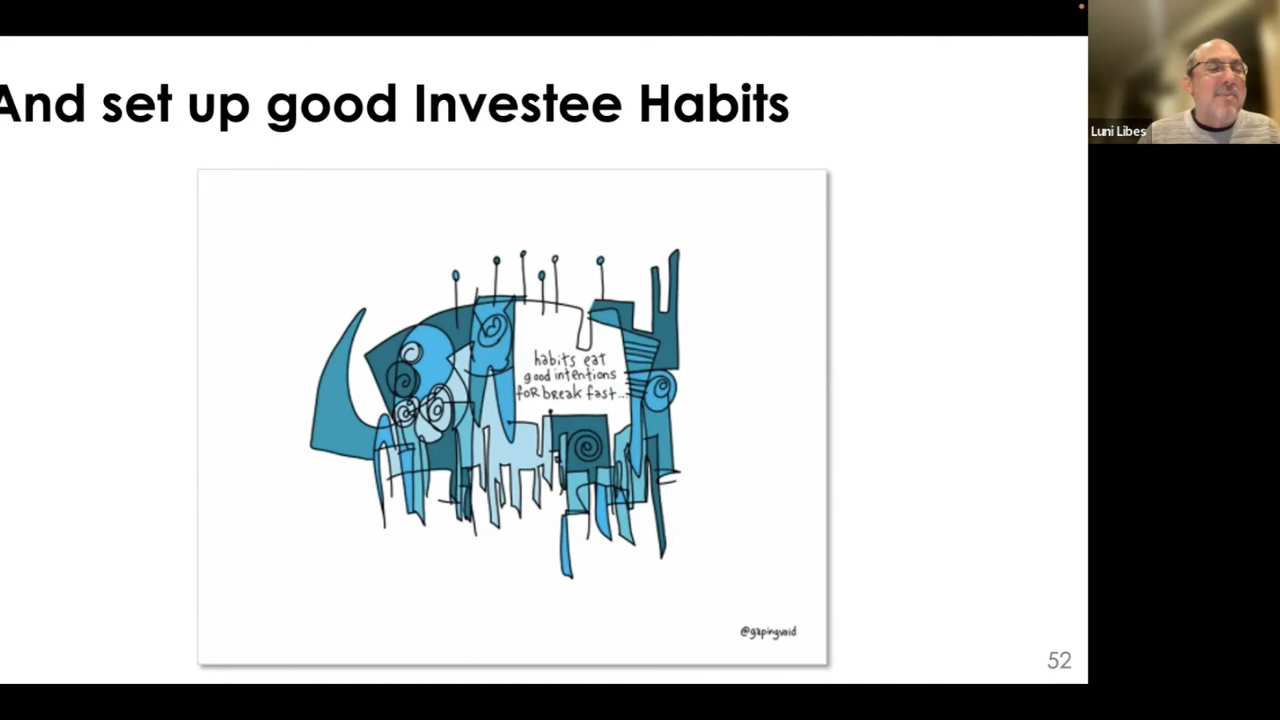 And set up good Investee Habits
Luni Libes
habits eat
good intentions
foR break fast...
@gapingvoid
52